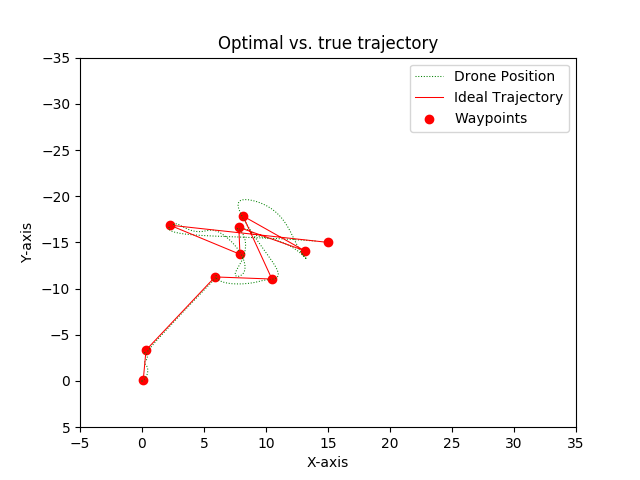 Optimal vs. true trajectory
Drone Position
Ideal Trajectory
Waypoints
Y-axis
−35
−30
−25
−20
−15
−10
−5
0
5
−5 0 5 10 15 20 25 30 35
X-axis